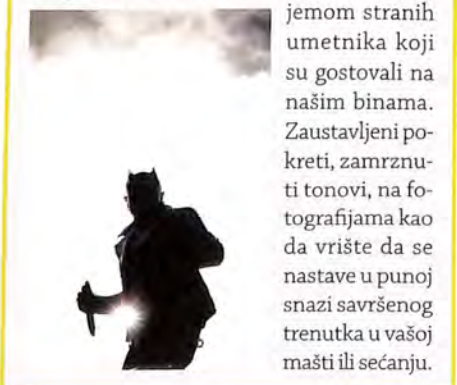 jemom stranih
umetnika koji
su gostovali na
našim binama.
Zaustavljeni po-
kreti, zamrznu-
ti tonovi, na fo-
tografijama kao
da vrište da se
nastave u punoj
snazi savršenog
trenutka u vašoj
mašti ili sećanju.